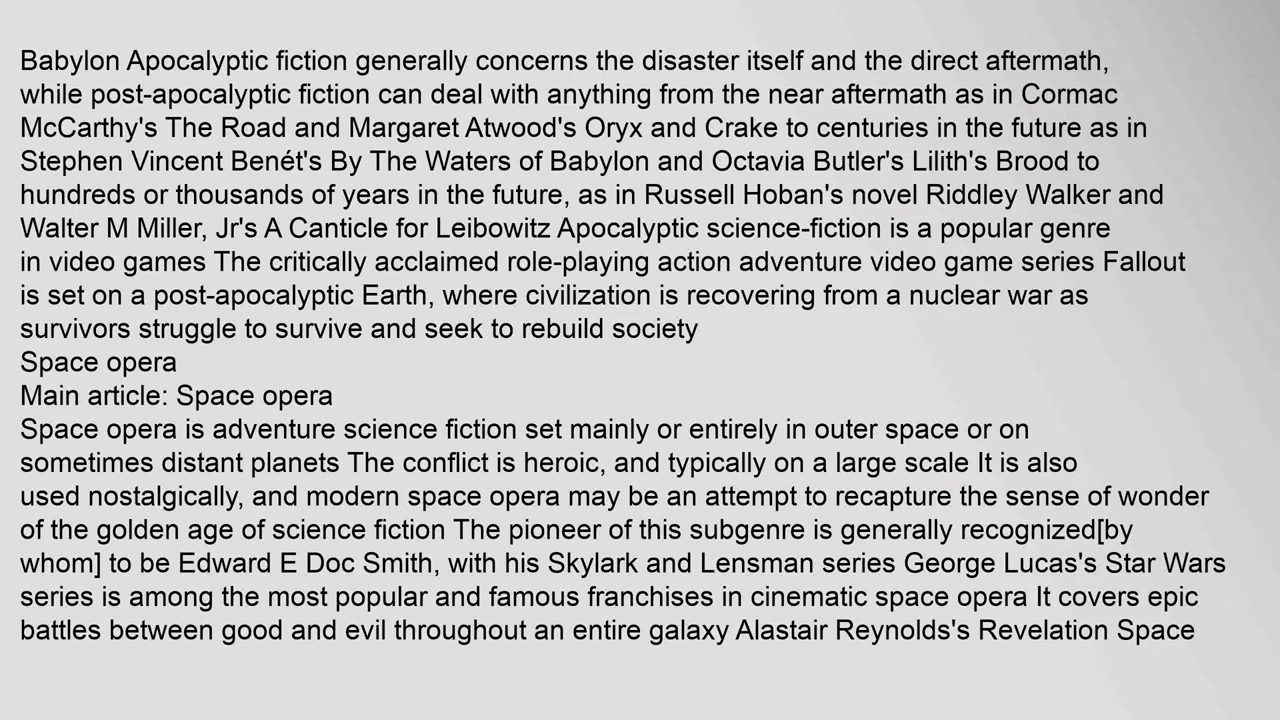 Babylon Apocalyptic fiction generally concerns the disaster itself and the direct aftermath,
while post-apocalyptic fiction can deal with anything from the near aftermath as in Cormac
McCarthy's The Road and Margaret Atwood's Oryx and Crake to centuries in the future as in
Stephen Vincent Benét's By The Waters of Babylon and Octavia Butler's Lilith's Brood to
hundreds or thousands of years in the future, as in Russell Hoban's novel Riddley Walker and
Walter M Miller, Jr's A Canticle for Leibowitz Apocalyptic science-fiction is a popular genre
in video games The critically acclaimed role-playing action adventure video game series Fallout
is set on a post-apocalyptic Earth, where civilization is recovering from a nuclear war as
survivors struggle to survive and seek to rebuild society
Space opera
Main article: Space opera
Space opera is adventure science fiction set mainly or entirely in outer space or on
sometimes distant planets The conflict is heroic, and typically on a large scale It is also
used nostalgically, and modern space opera may be an attempt to recapture the sense of wonder
of the golden age of science fiction The pioneer of this subgenre is generally recognized[by
whom] to be Edward E Doc Smith, with his Skylark and Lensman series George Lucas's Star Wars
series is among the most popular and famous franchises in cinematic space opera It covers epic
battles between good and evil throughout an entire galaxy Alastair Reynolds's Revelation Space